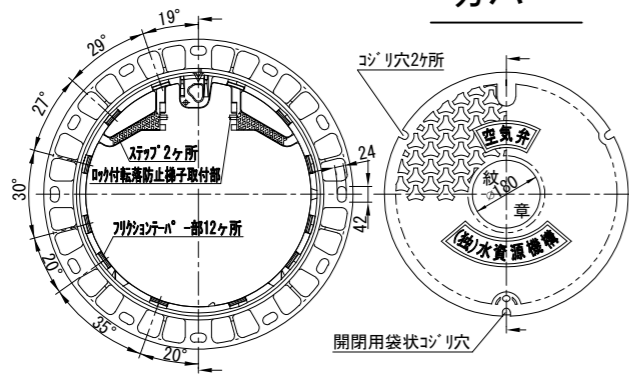 19°
29°
27°
30°
20°
35°
20°
ステップ2ヶ所
ロック付転落防止梯子取付部
フリクションテーパー部12ヶ所
24
42
コジリ穴2ケ所
空気弁
紋
φ180
章
(独)水資源機構
開閉用袋状コジリ穴